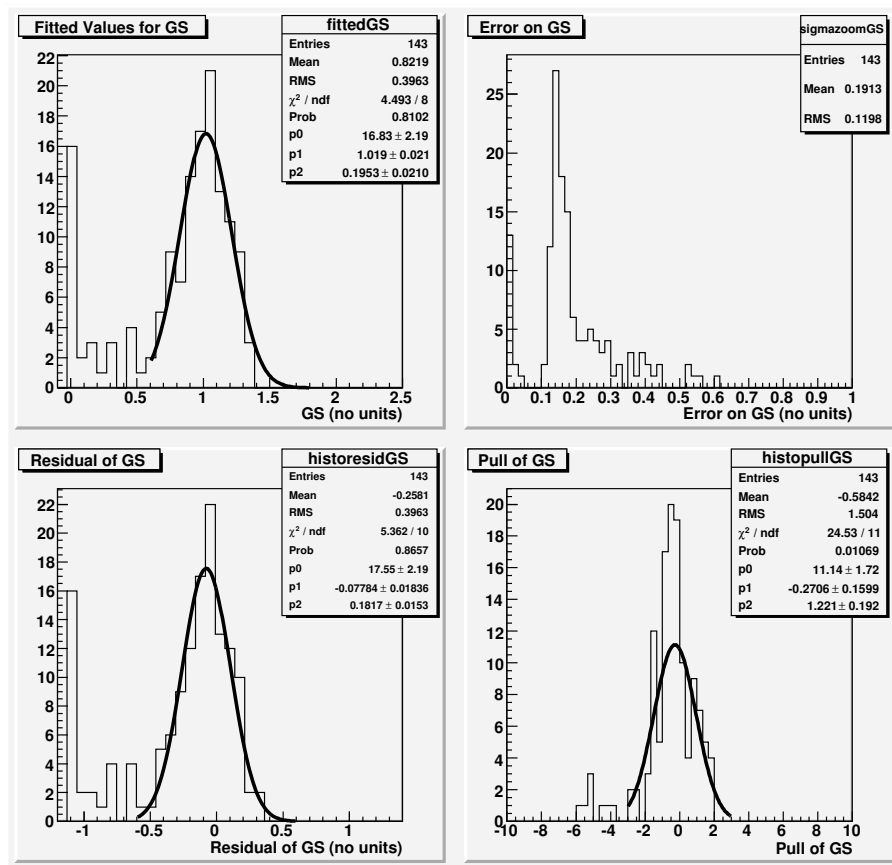 Fitted Values for GS
fittedGS
Entries 143
Mean 0.8219
RMS 0.3963
χ² / ndf 4.493 / 8
Prob 0.8102
p0 16.83 ± 2.19
p1 1.019 ± 0.021
p2 0.1953 ± 0.0210
22
20
18
16
14
12
10
8
6
4
2
0
0 0.5 1 1.5 2 2.5
GS (no units)
Error on GS
sigmazoomGS
Entries 143
Mean 0.1913
RMS 0.1198
25
20
15
10
5
0
0 0.1 0.2 0.3 0.4 0.5 0.6 0.7 0.8 0.9 1
Error on GS (no units)
Residual of GS
historesidGS
Entries 143
Mean -0.2581
RMS 0.3963
χ² / ndf 5.362 / 10
Prob 0.8657
p0 17.55 ± 2.19
p1 -0.07784 ± 0.01836
p2 0.1817 ± 0.0153
22
20
18
16
14
12
10
8
6
4
2
0
-1 -0.5 0 0.5 1
Residual of GS (no units)
Pull of GS
histopullGS
Entries 143
Mean -0.5842
RMS 1.504
χ² / ndf 24.53 / 11
Prob 0.01069
p0 11.14 ± 1.72
p1 -0.2706 ± 0.1599
p2 1.221 ± 0.192
20
18
16
14
12
10
8
6
4
2
0
-10 -8 -6 -4 -2 0 2 4 6 8 10
Pull of GS